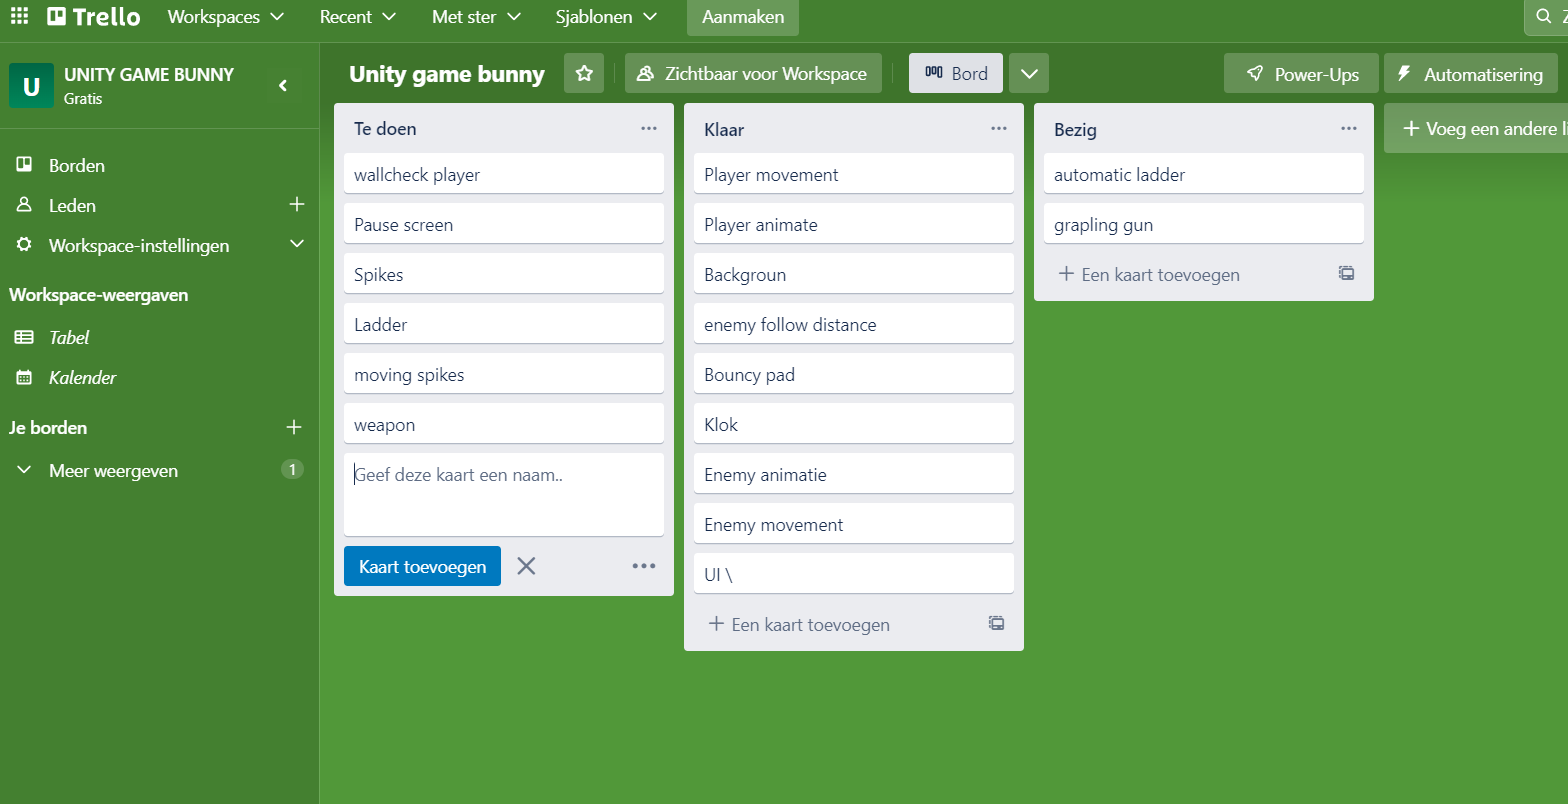 Trello Workspaces Recent Met ster Sjablonen Aanmaken
U UNITY GAME BUNNY
Gratis
Borden
Leden
Workspace-instellingen
Workspace-weergaven
Tabel
Kalender
Je borden
Meer weergeven 1
Unity game bunny Zichtbaar voor Workspace Bord Power-Ups Automatisering
Te doen
wallcheck player
Pause screen
Spikes
Ladder
moving spikes
weapon
Geef deze kaart een naam..
Kaart toevoegen
Klaar
Player movement
Player animate
Backgroun
enemy follow distance
Bouncy pad
Klok
Enemy animatie
Enemy movement
UI \
+ Een kaart toevoegen
Bezig
automatic ladder
grapling gun
+ Een kaart toevoegen
+ Voeg een andere